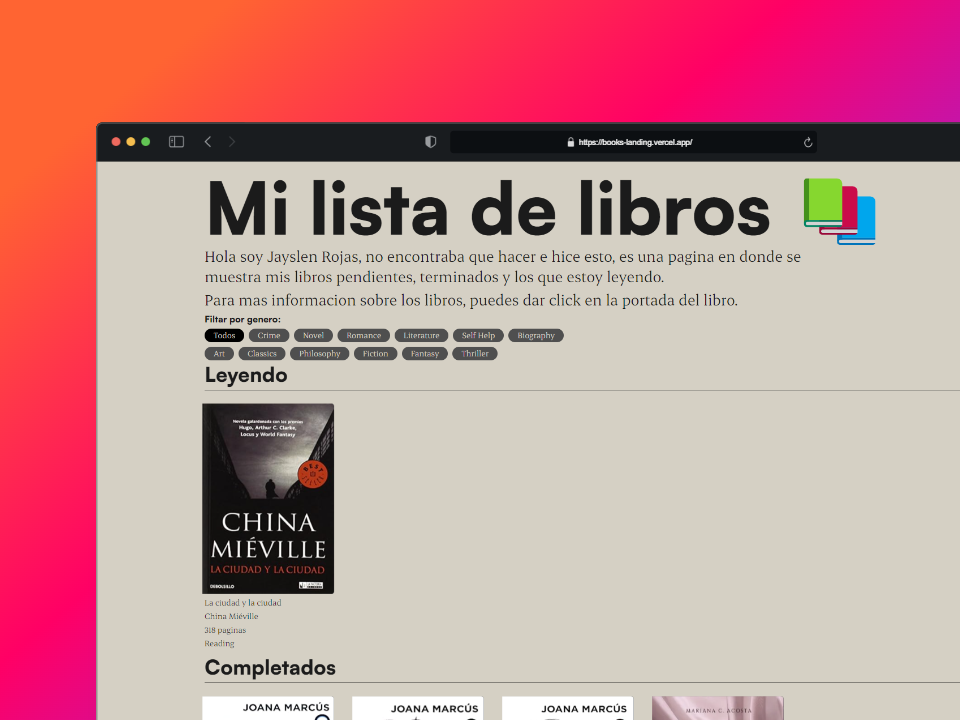 https://books-landing.vercel.app/
Mi lista de libros
Hola soy Jayslen Rojas, no encontraba que hacer e hice esto, es una pagina en donde se
muestra mis libros pendientes, terminados y los que estoy leyendo.
Para mas informacion sobre los libros, puedes dar click en la portada del libro.
Filtar por genero:
Todos Crime Novel Romance Literature Self Help Biography
Art Classics Philosophy Fiction Fantasy Thriller
Leyendo
Novela galardonada con los premios
Hugo, Arthur C. Clarke,
Locus y World Fantasy
BEST
CHINA
MIÉVILLE
LA CIUDAD Y LA CIUDAD
DEBOLSILLO
La ciudad y la ciudad
China Miéville
318 paginas
Reading
Completados
JOANA MARCÚS JOANA MARCÚS JOANA MARCÚS MARIANA C. ACOSTA